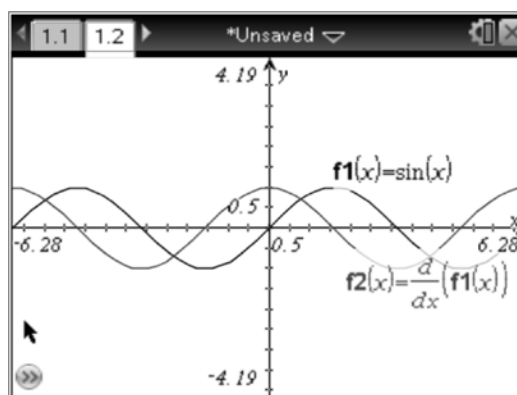 1.1 1.2 *Unsaved
4.19 y
f1(x)=sin(x)
0.5
x
-6.28 0.5 6.28
f2(x)=d/dx(f1(x))
-4.19